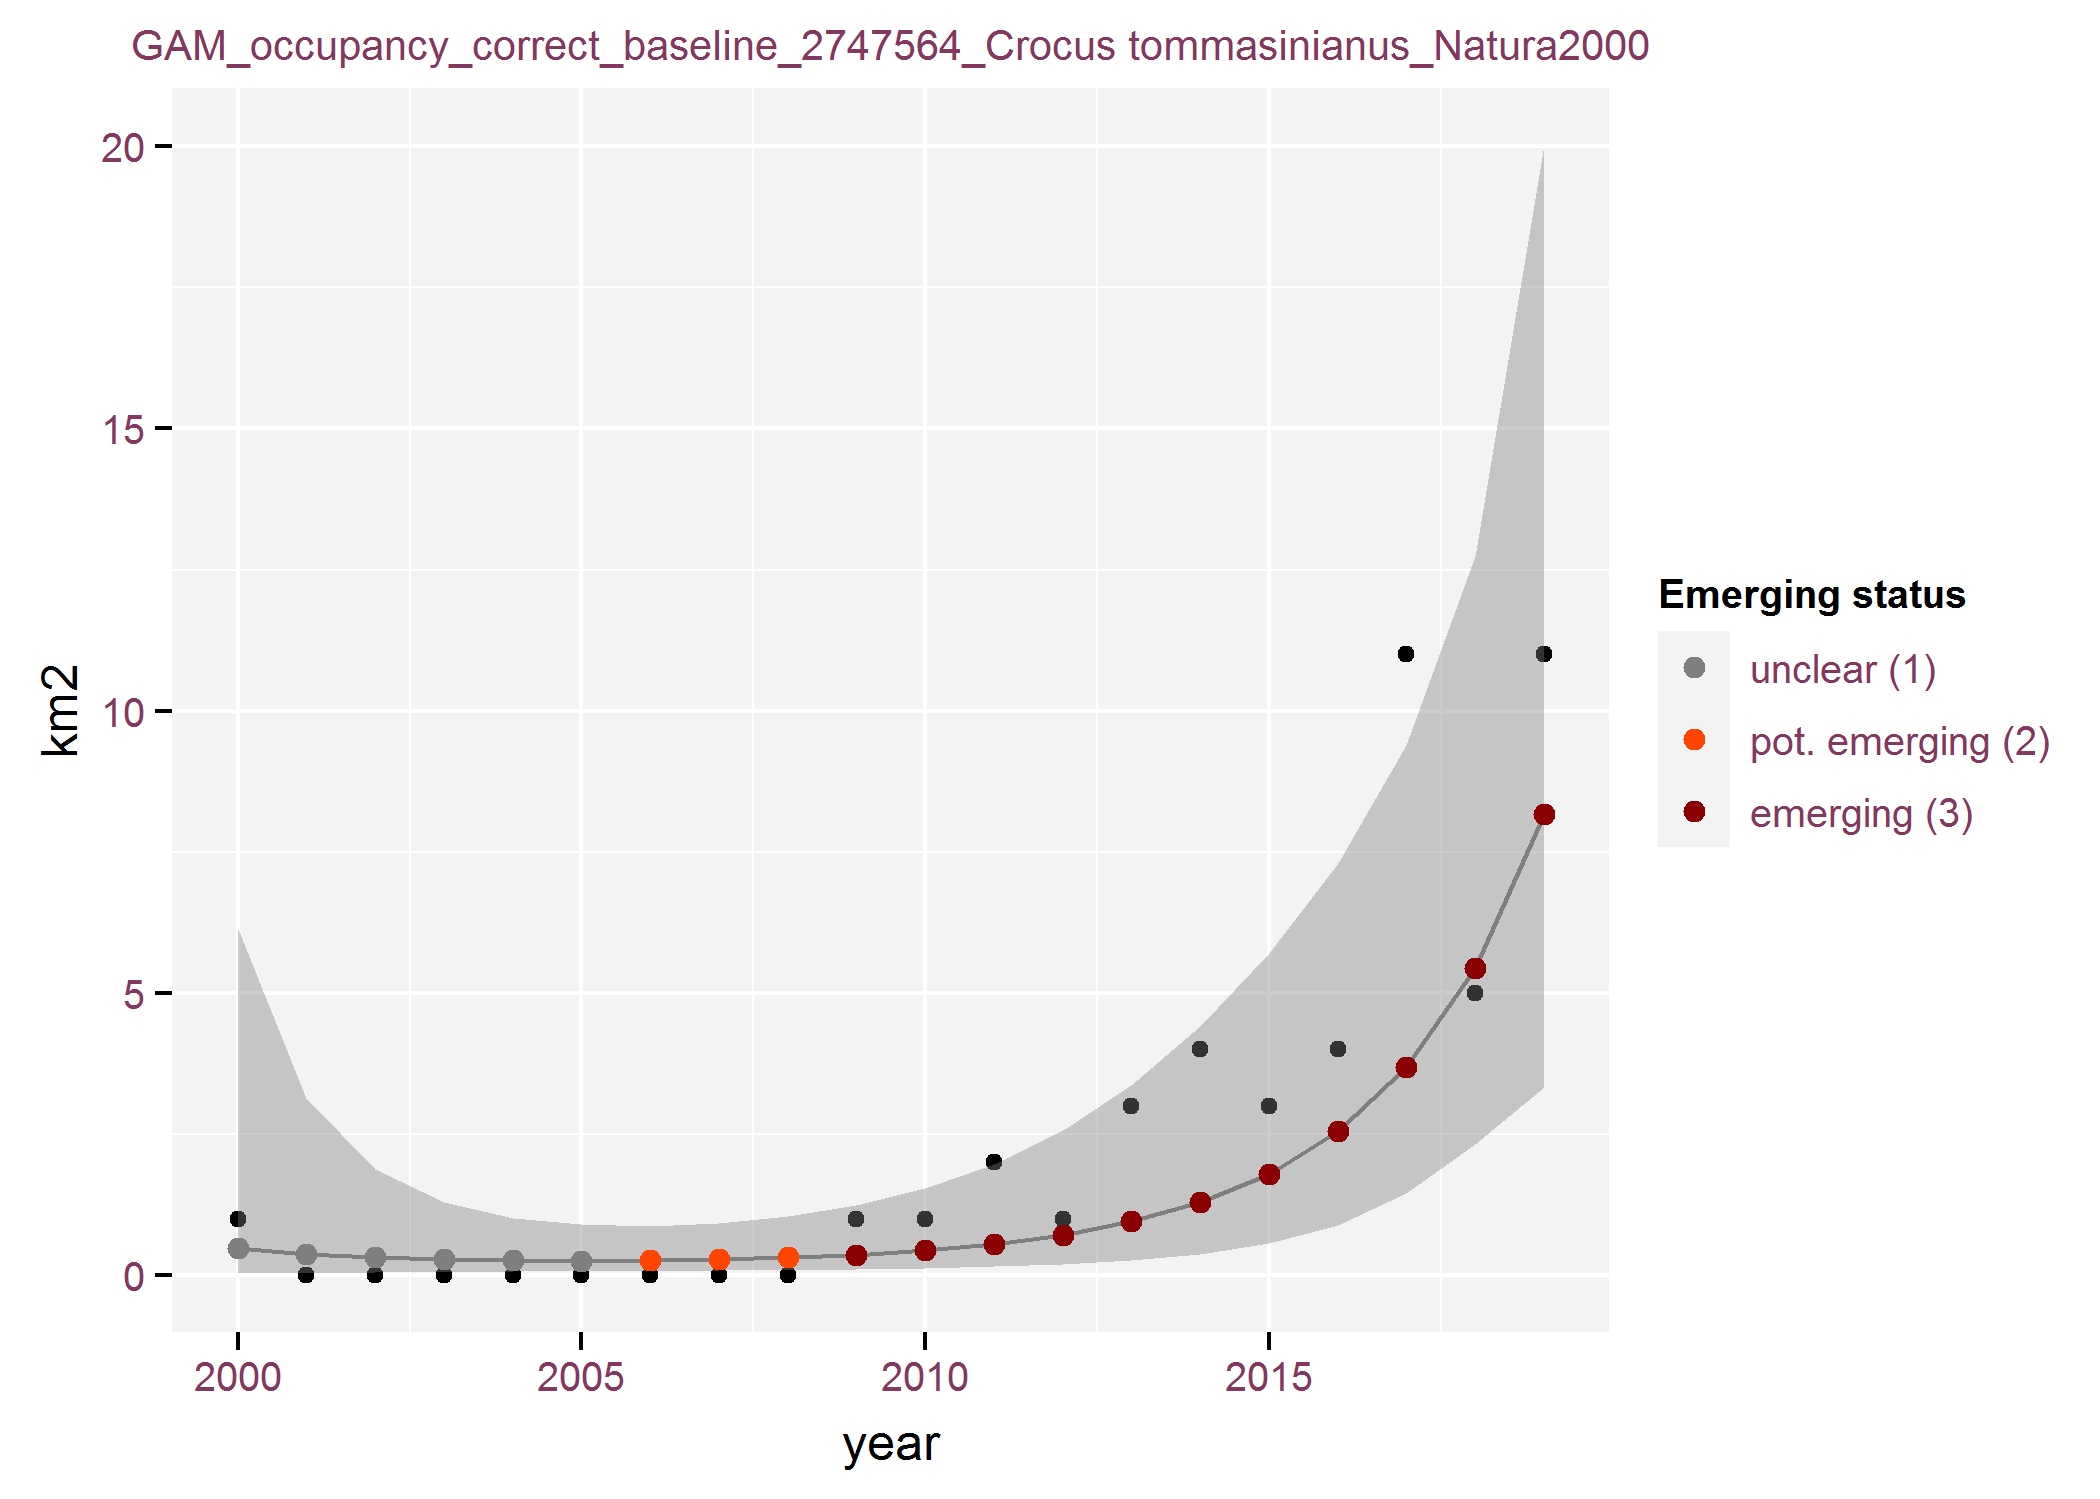 GAM_occupancy_correct_baseline_2747564_Crocus tommasinianus_Natura2000
20
15
10
5
0
km2
2000 2005 2010 2015
year
Emerging status
unclear (1)
pot. emerging (2)
emerging (3)